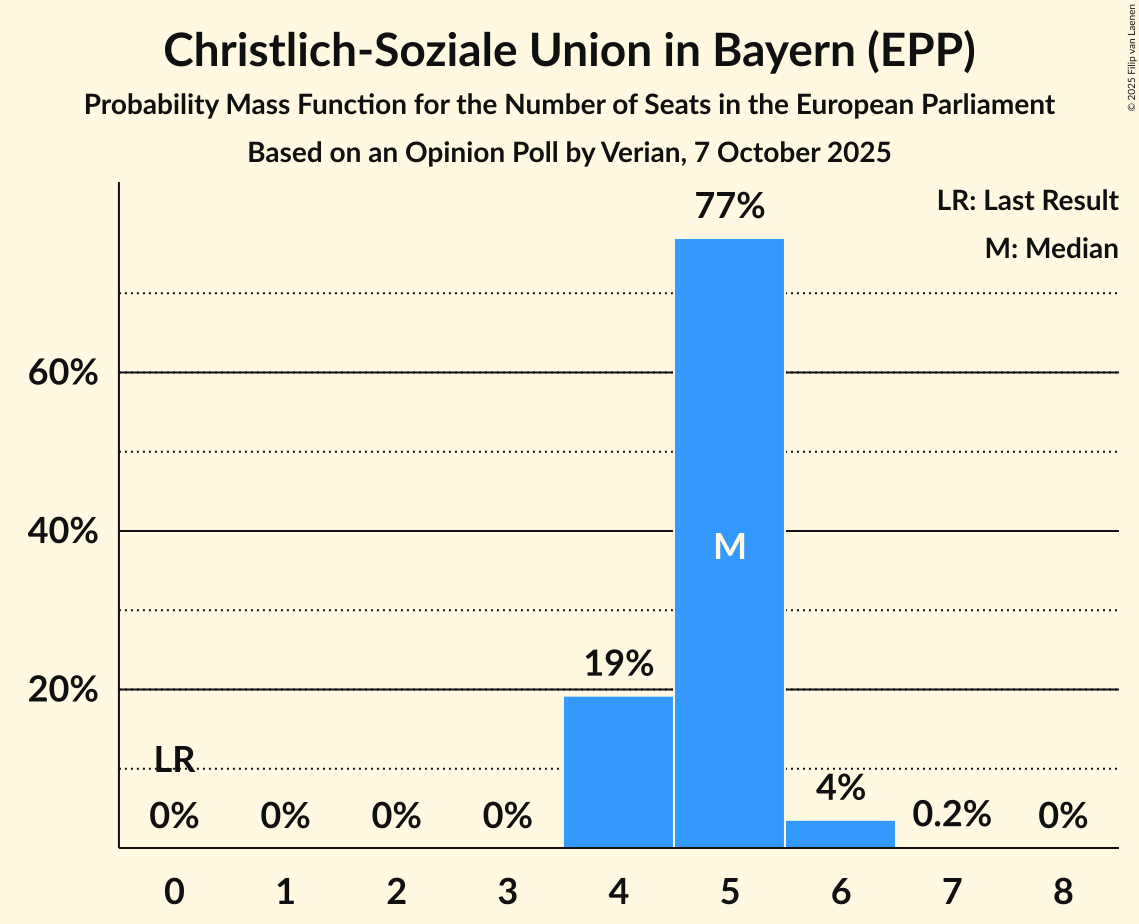 Christlich-Soziale Union in Bayern (EPP)
Probability Mass Function for the Number of Seats in the European Parliament
Based on an Opinion Poll by Verian, 7 October 2025
© 2025 Filip van Laenen
LR: Last Result
M: Median
77%
60%
40%
M
19%
20%
LR
4%
0% 0% 0% 0% 0.2% 0%
0 1 2 3 4 5 6 7 8